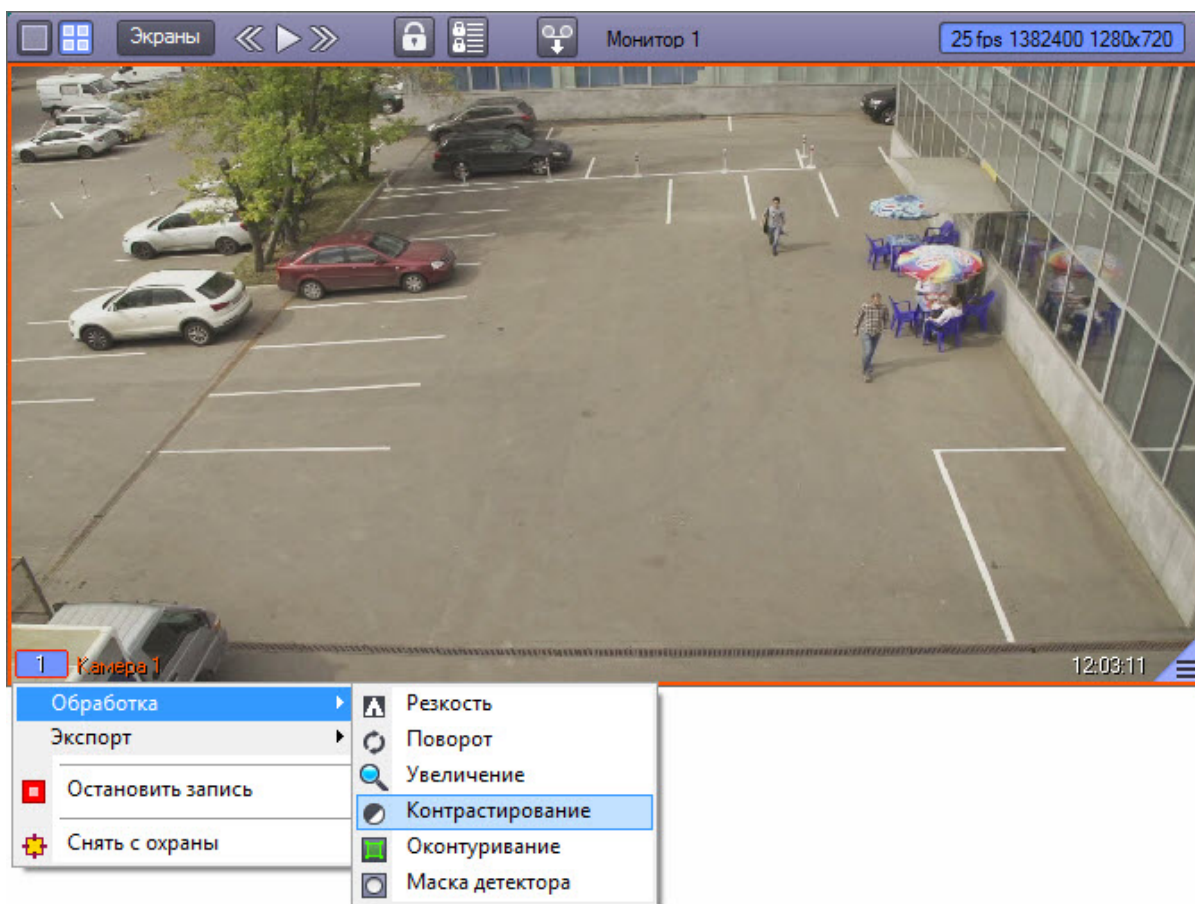 Экраны
Монитор 1
25 fps 1382400 1280x720
1 Камера 1
12:03:11
Обработка
Экспорт
Остановить запись
Снять с охраны
Резкость
Поворот
Увеличение
Контрастирование
Оконтуривание
Маска детектора